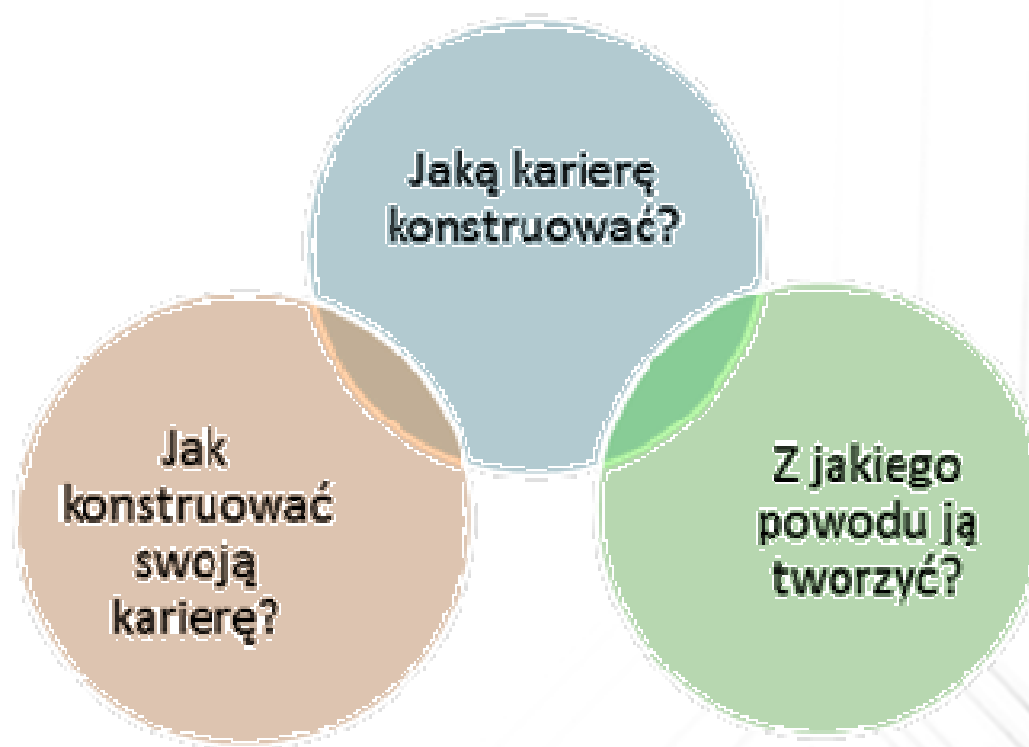 Jaką karierę
konstruować?
Jak
konstruować
swoją
karierę?
Z jakiego
powodu ją
tworzyć?